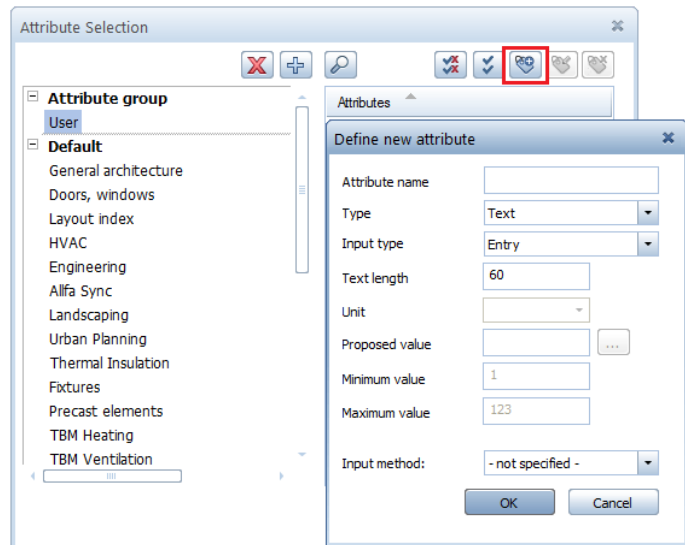 Attribute Selection
Attribute group
User
Default
General architecture
Doors, windows
Layout index
HVAC
Engineering
Allfa Sync
Landscaping
Urban Planning
Thermal Insulation
Fixtures
Precast elements
TBM Heating
TBM Ventilation
Attributes
Define new attribute
Attribute name
Type Text
Input type Entry
Text length 60
Unit
Proposed value ...
Minimum value 1
Maximum value 123
Input method: - not specified -
OK Cancel